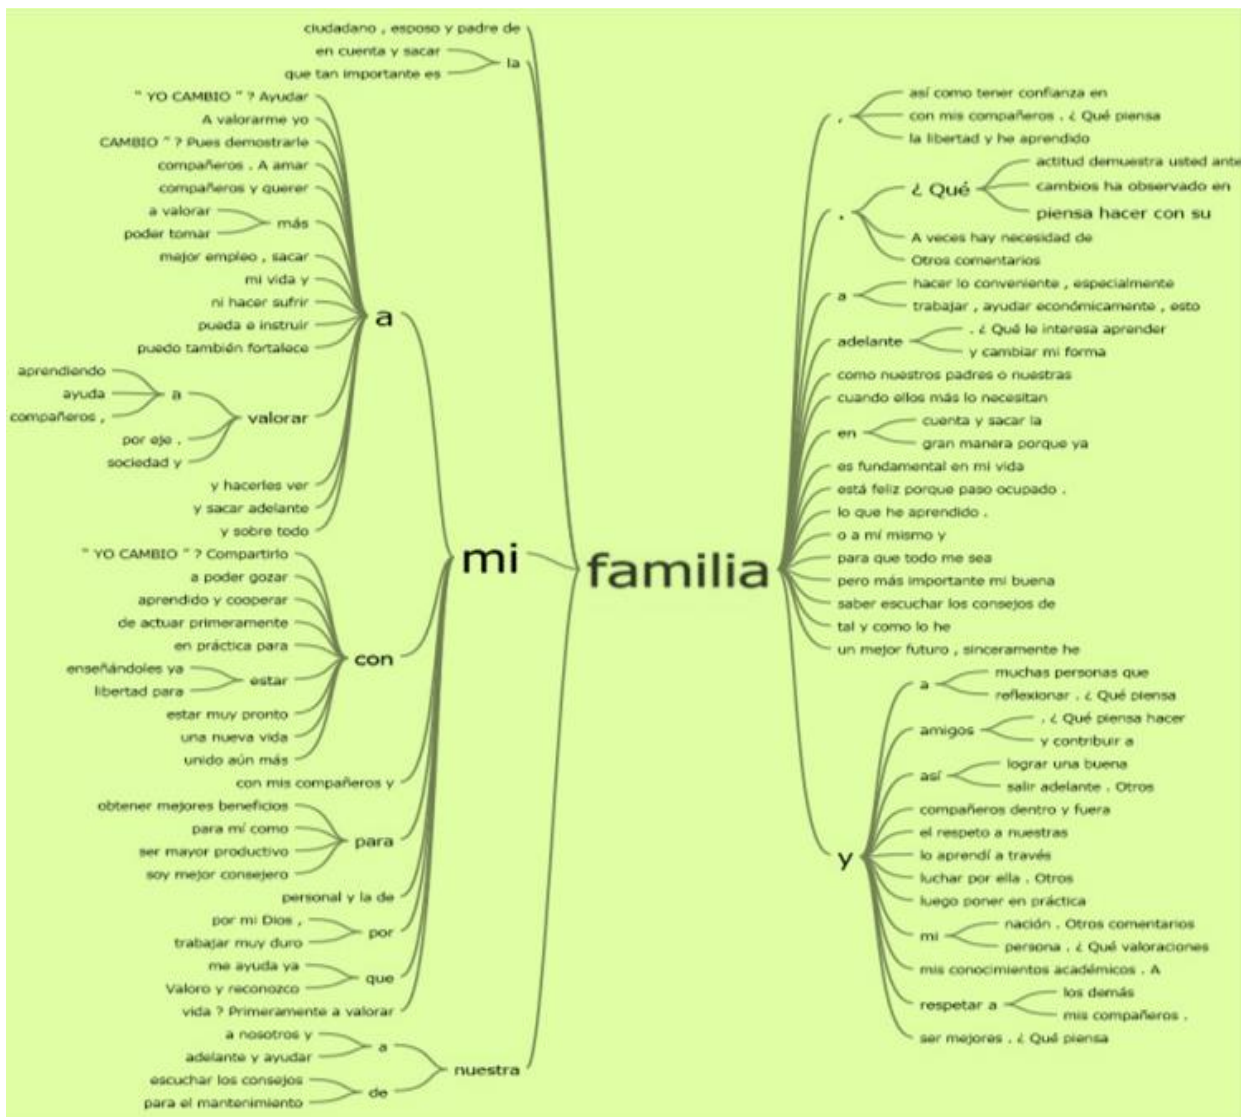 ciudadano , esposo y padre de
en cuenta y sacar
que tan importante es
la
" YO CAMBIO " ? Ayudar
A valorarme yo
CAMBIO " ? Pues demostrarle
compañeros . A amar
compañeros y querer
a valorar
poder tomar
más
mejor empleo , sacar
mi vida y
ni hacer sufrir
pueda e instruir
puedo también fortalece
a
aprendiendo
ayuda
compañeros ,
a
por eje ,
sociedad y
valorar
y hacerles ver
y sacar adelante
y sobre todo
mi
" YO CAMBIO " ? Compartirlo
a poder gozar
aprendido y cooperar
de actuar primeramente
en práctica para
enseñándoles ya
libertad para
estar
estar muy pronto
una nueva vida
unido aún más
con
con mis compañeros y
obtener mejores beneficios
para mí como
ser mayor productivo
soy mejor consejero
para
personal y la de
por mi Dios ,
trabajar muy duro
por
me ayuda ya
Valoro y reconozco
que
vida ? Primeramente a valorar
a nosotros y
adelante y ayudar
a
escuchar los consejos
para el mantenimiento
de
nuestra
familia
,
así como tener confianza en
con mis compañeros . ¿ Qué piensa
la libertad y he aprendido
.
¿ Qué
actitud demuestra usted ante
cambios ha observado en
piensa hacer con su
A veces hay necesidad de
Otros comentarios
a
hacer lo conveniente , especialmente
trabajar , ayudar económicamente , esto
adelante
. ¿ Qué le interesa aprender
y cambiar mi forma
como nuestros padres o nuestras
cuando ellos más lo necesitan
en
cuenta y sacar la
gran manera porque ya
es fundamental en mi vida
está feliz porque paso ocupado .
lo que he aprendido .
o a mí mismo y
para que todo me sea
pero más importante mi buena
saber escuchar los consejos de
tal y como lo he
un mejor futuro , sinceramente he
y
a
muchas personas que
reflexionar . ¿ Qué piensa
amigos
. ¿ Qué piensa hacer
y contribuir a
así
lograr una buena
salir adelante . Otros
compañeros dentro y fuera
el respeto a nuestras
lo aprendí a través
luchar por ella . Otros
luego poner en práctica
mi
nación . Otros comentarios
persona . ¿ Qué valoraciones
mis conocimientos académicos . A
respetar a
los demás
mis compañeros .
ser mejores . ¿ Qué piensa